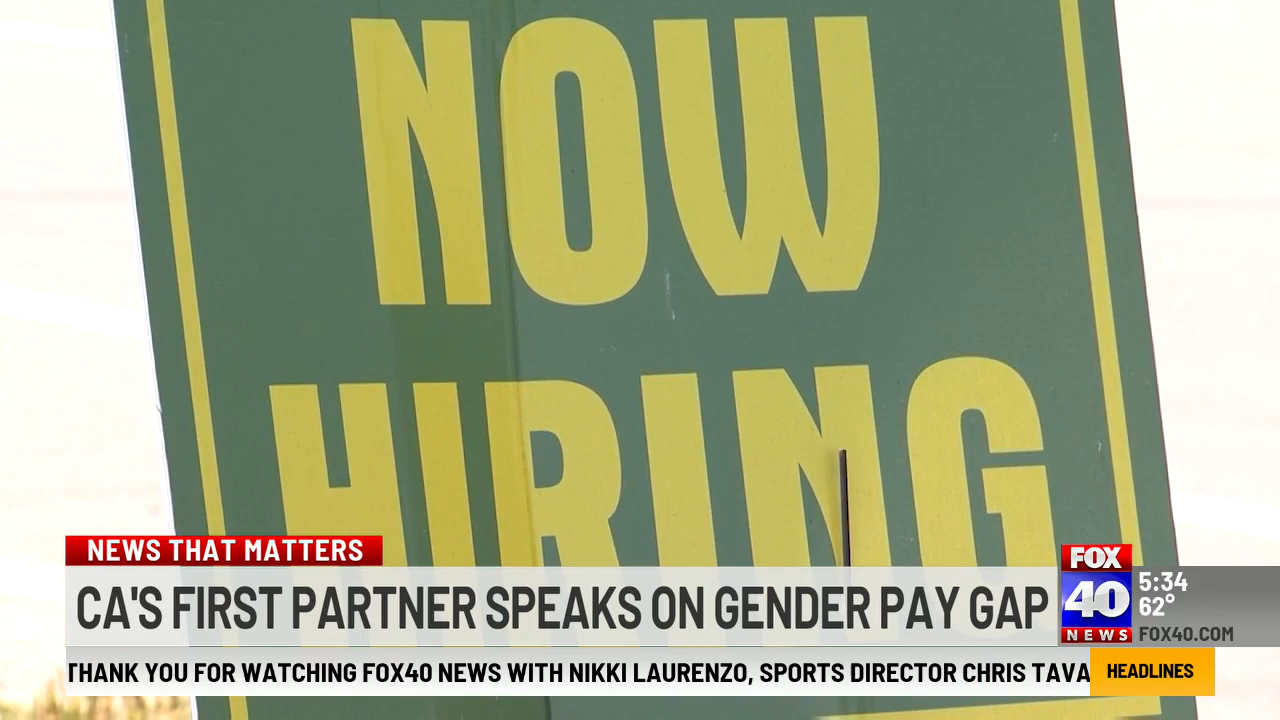 NOW
HIRING
NEWS THAT MATTERS
CA'S FIRST PARTNER SPEAKS ON GENDER PAY GAP
FOX
40
NEWS
5:34
62°
FOX40.COM
THANK YOU FOR WATCHING FOX40 NEWS WITH NIKKI LAURENZO, SPORTS DIRECTOR CHRIS TAVA
HEADLINES